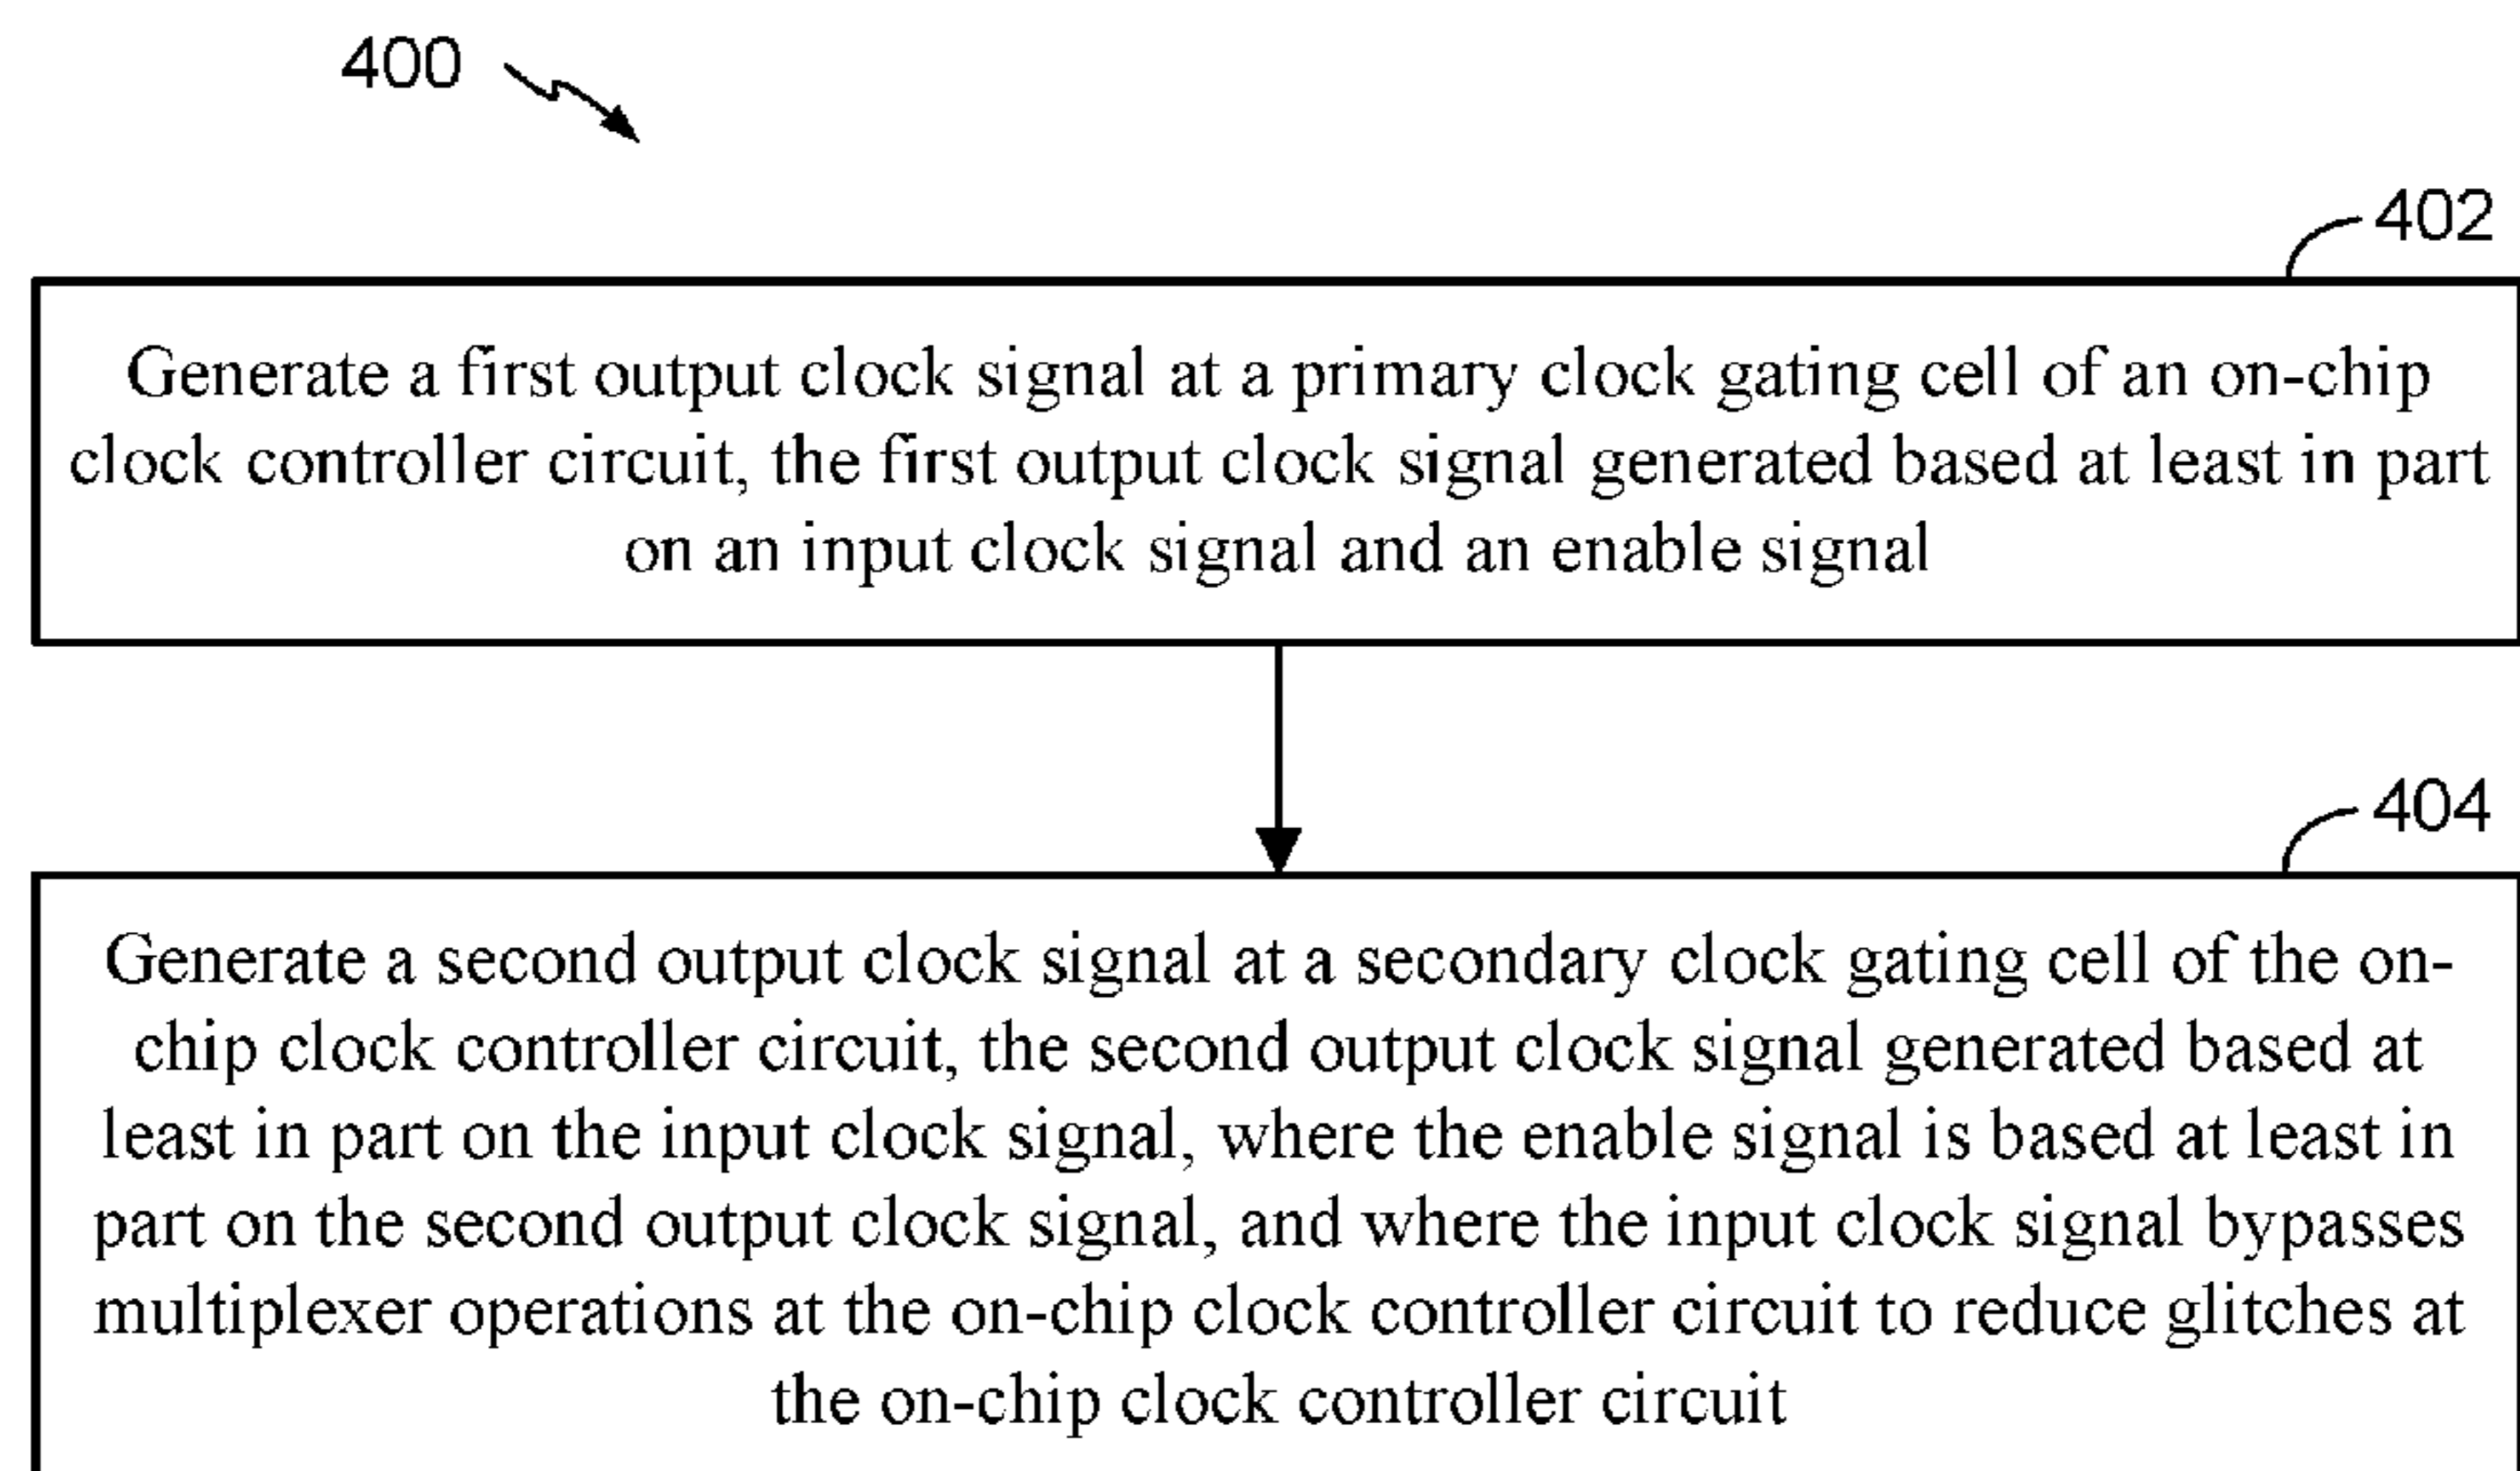 400
402
Generate a first output clock signal at a primary clock gating cell of an on-chip
clock controller circuit, the first output clock signal generated based at least in part
on an input clock signal and an enable signal
404
Generate a second output clock signal at a secondary clock gating cell of the on-
chip clock controller circuit, the second output clock signal generated based at
least in part on the input clock signal, where the enable signal is based at least in
part on the second output clock signal, and where the input clock signal bypasses
multiplexer operations at the on-chip clock controller circuit to reduce glitches at
the on-chip clock controller circuit